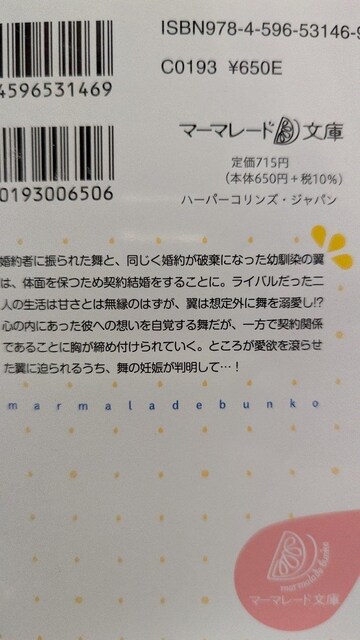 ISBN978-4-596-53146-9
C0193 ¥650E
4596531469
マーマレード文庫
定価715円
(本体650円+税10%)
0193006506
ハーパーコリンズ・ジャパン
婚約者に振られた舞と、同じく婚約が破棄になった幼馴染の翼
は、体面を保つため契約結婚をすることに。ライバルだった二
人の生活は甘さとは無縁のはずが、翼は想定外に舞を溺愛し!?
心の内にあった彼への想いを自覚する舞だが、一方で契約関係
であることに胸が締め付けられていく。ところが愛欲を滾らせ
た翼に迫られるうち、舞の妊娠が判明して…！
marmaladebunko
marmalade bunko
マーマレード文庫